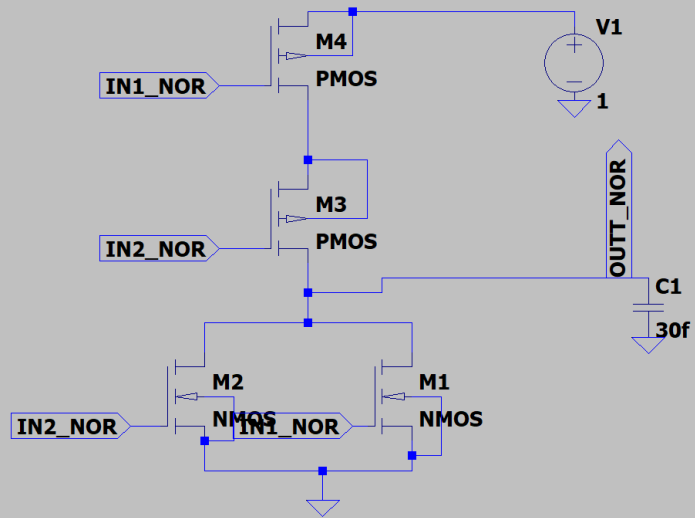 V1
M4
IN1_NOR
PMOS
1
M3
IN2_NOR
PMOS
OUTT_NOR
C1
30f
M2
M1
IN2_NOR
NMOS
IN1_NOR
NMOS